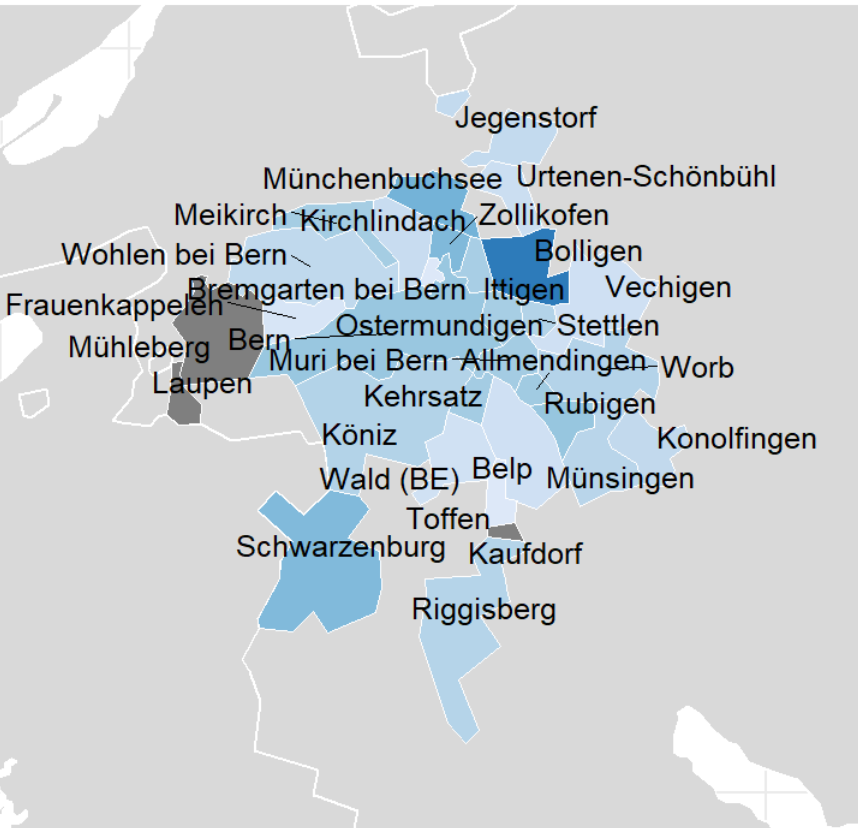 Jegenstorf
Münchenbuchsee
Urtenen-Schönbühl
Meikirch
Kirchlindach
Zollikofen
Wohlen bei Bern
Bolligen
Bremgarten bei Bern
Ittigen
Vechigen
Frauenkappelen
Ostermundigen
Stettlen
Mühleberg
Bern
Muri bei Bern
Allmendingen
Worb
Laupen
Kehrsatz
Rubigen
Köniz
Konolfingen
Wald (BE)
Belp
Münsingen
Toffen
Schwarzenburg
Kaufdorf
Riggisberg